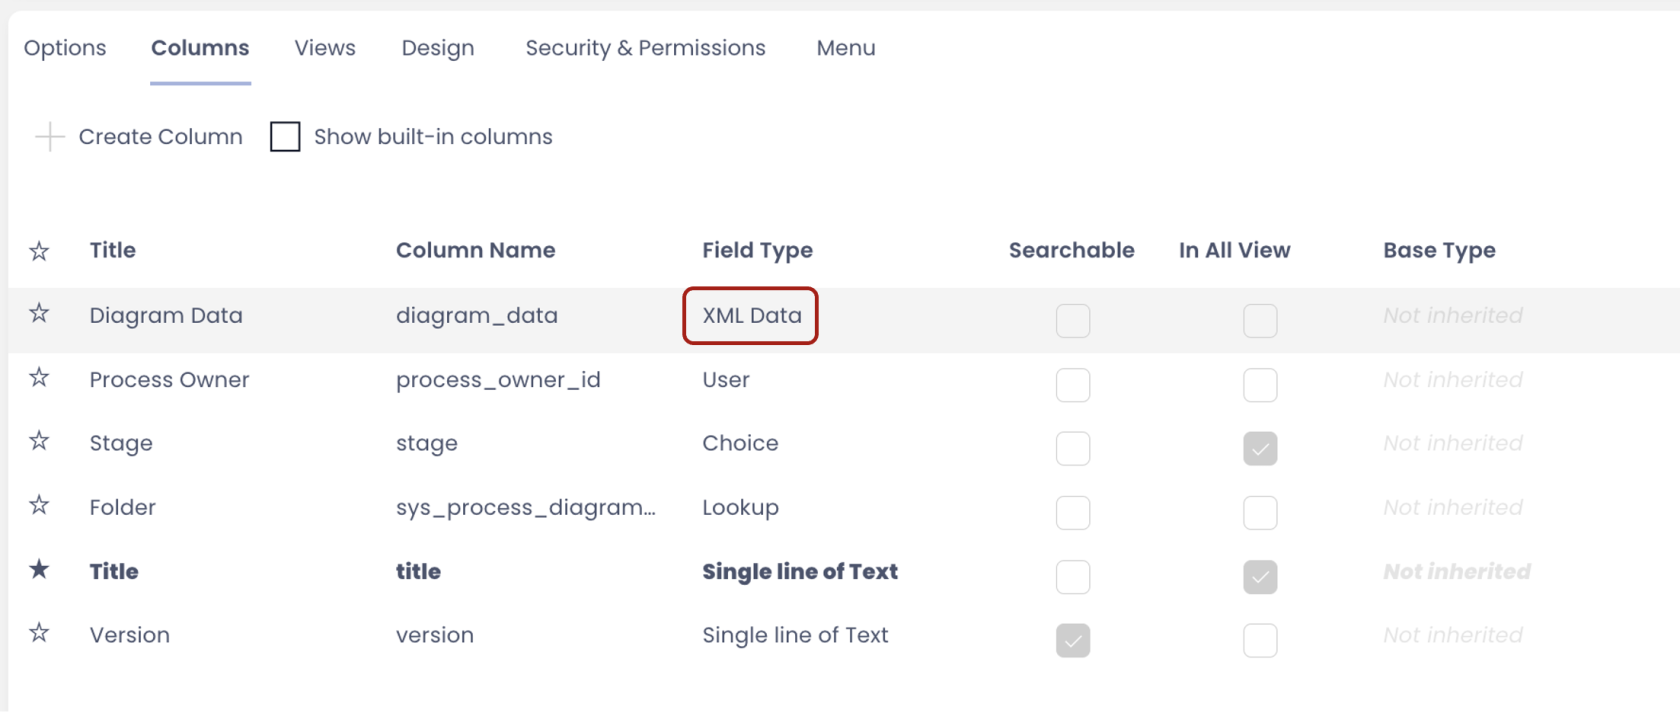 Options Columns Views Design Security & Permissions Menu
Create Column Show built-in columns
Title Column Name Field Type Searchable In All View Base Type
Diagram Data diagram_data XML Data Not inherited
Process Owner process_owner_id User Not inherited
Stage stage Choice Not inherited
Folder sys_process_diagram... Lookup Not inherited
Title title Single line of Text Not inherited
Version version Single line of Text Not inherited